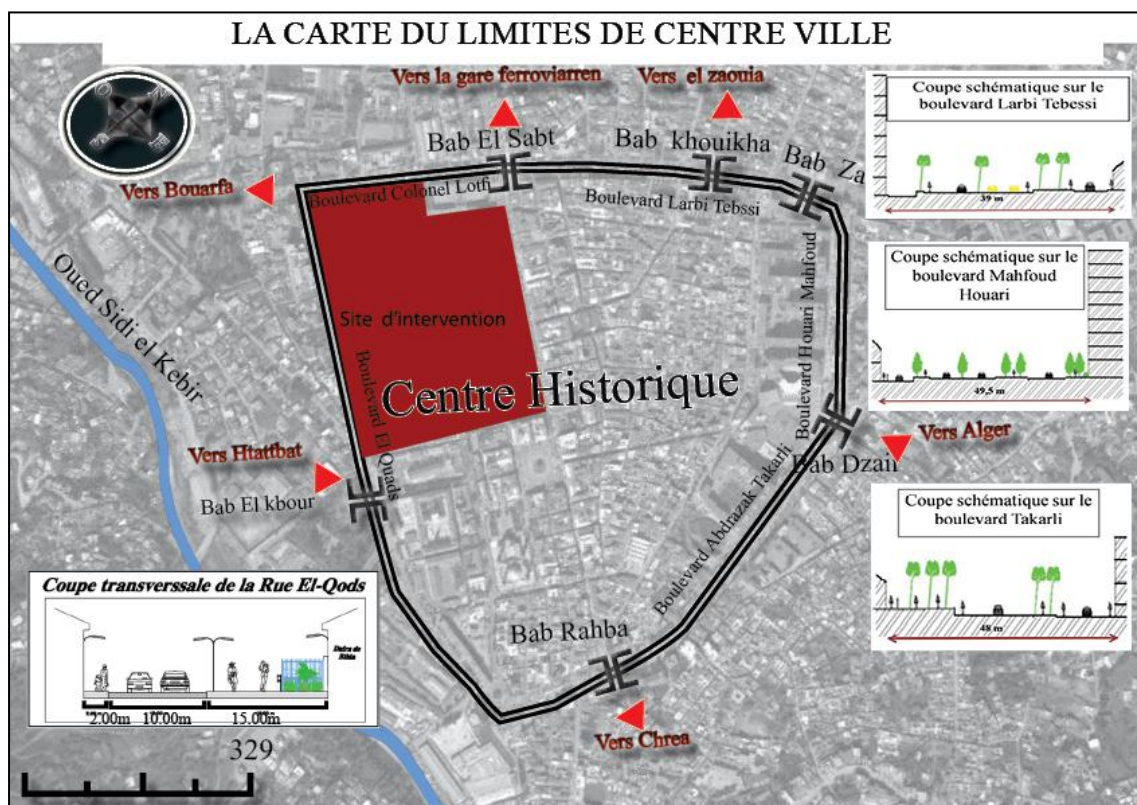 LA CARTE DU LIMITES DE CENTRE VILLE
Vers la gare ferroviarren
Vers el zaouia
Bab El Sabt
Bab khouikha
Bab Za
Vers Bouarfa
Boulevard Colonel Lotfi
Boulevard Larbi Tebssi
Oued Sidi el Kebir
Site d'intervention
Boulevard El Quads
Centre Historique
Boulevard Houari Mahfoud
Vers Alger
Bab Dzair
Vers Htattbat
Bab El kbour
Boulevard Abdrazak Takarli
Bab Rahba
Vers Chrea
Coupe schématique sur le
boulevard Larbi Tebessi
39 m
Coupe schématique sur le
boulevard Mahfoud
Houari
49,5 m
Coupe schématique sur le
boulevard Takarli
48 m
Coupe transverssale de la Rue El-Qods
Daira de
2.00m 10.00m 15.00m
329